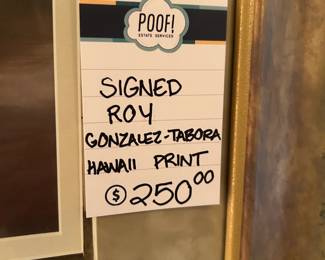 POOF!
ESTATE SERVICES
SIGNED
ROY
GONZALEZ-TABORA
HAWAII PRINT
$ 250.00